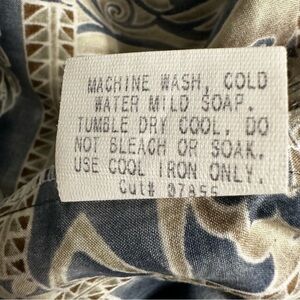 MACHINE WASH, COLD
WATER MILD SOAP.
TUMBLE DRY COOL. DO
NOT BLEACH OR SOAK.
USE COOL IRON ONLY.
Cut#